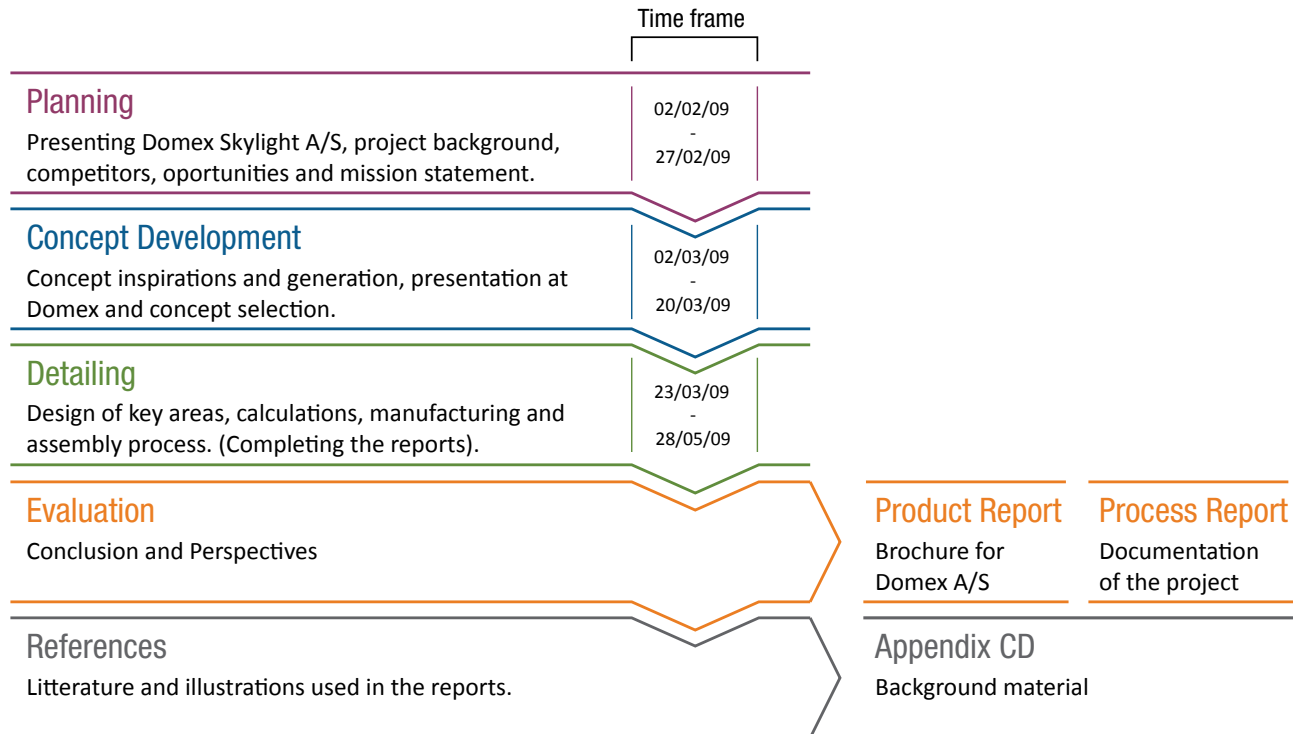 Time frame
Planning
Presenting Domex Skylight A/S, project background,
competitors, oportunities and mission statement.
02/02/09
-
27/02/09
Concept Development
Concept inspirations and generation, presentation at
Domex and concept selection.
02/03/09
-
20/03/09
Detailing
Design of key areas, calculations, manufacturing and
assembly process. (Completing the reports).
23/03/09
-
28/05/09
Evaluation
Conclusion and Perspectives
Product Report
Brochure for
Domex A/S
Process Report
Documentation
of the project
References
Litterature and illustrations used in the reports.
Appendix CD
Background material